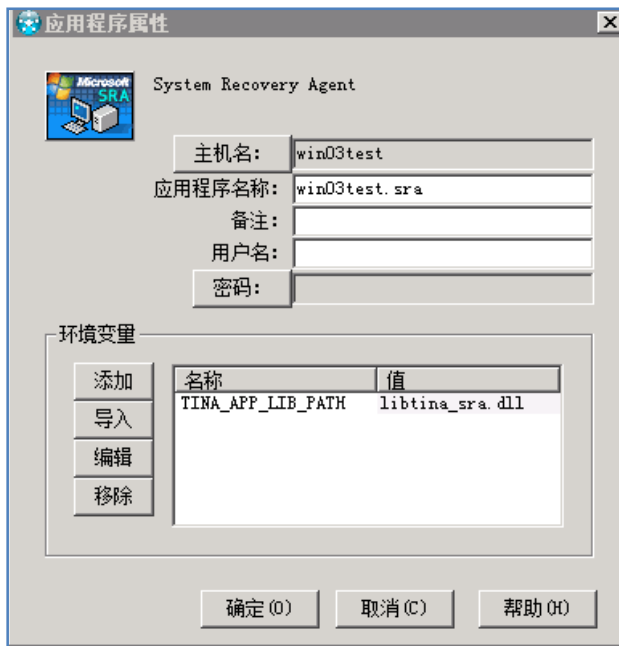 应用程序属性
Microsoft
SRA
System Recovery Agent
主机名: win03test
应用程序名称: win03test.sra
备注:
用户名:
密码:
环境变量
添加
导入
编辑
移除
名称 值
TINA_APP_LIB_PATH libtina_sra.dll
确定(O) 取消(C) 帮助(H)